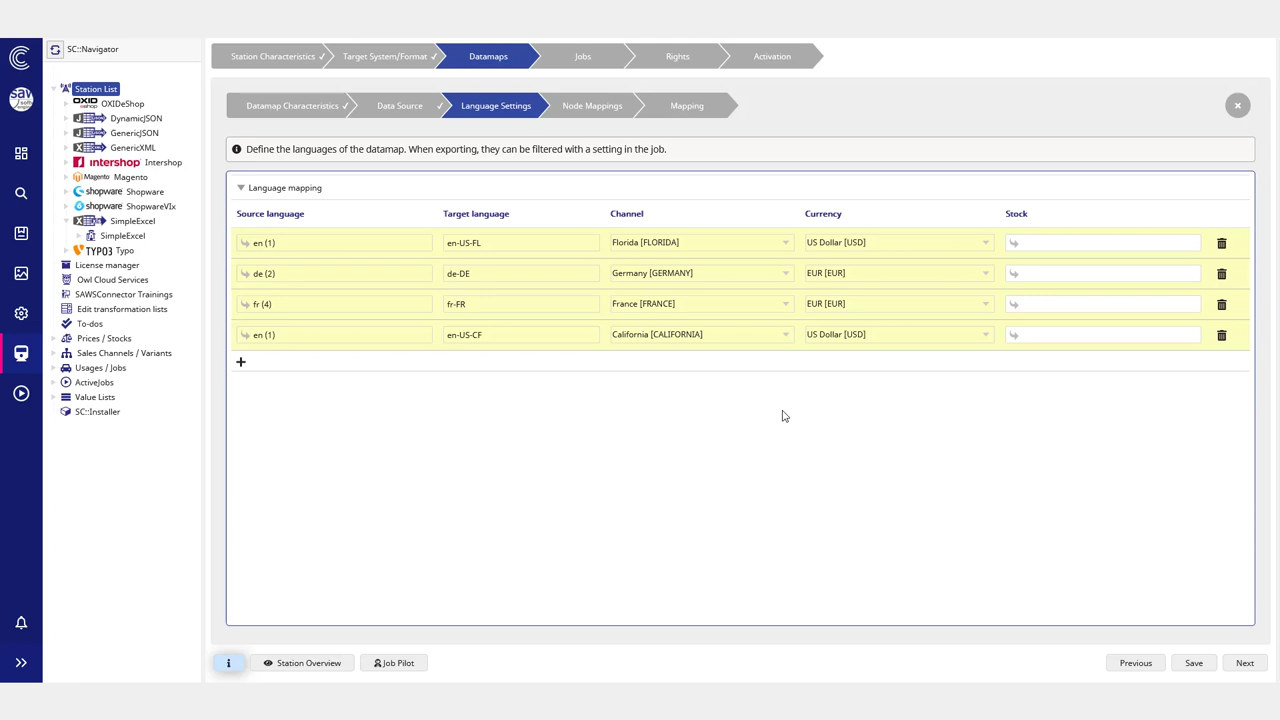 SC::Navigator
Station List
OXIDeShop
DynamicJSON
GenericJSON
GenericXML
intershop Intershop
Magento Magento
shopware Shopware
shopware ShopwareVIx
SimpleExcel
SimpleExcel
TYPO3 Typo
License manager
Owl Cloud Services
SAWSConnector Trainings
Edit transformation lists
To-dos
Prices / Stocks
Sales Channels / Variants
Usages / Jobs
ActiveJobs
Value Lists
SC::Installer
Station Characteristics ✓ Target System/Format ✓ Datamaps Jobs Rights Activation
Datamap Characteristics ✓ Data Source ✓ Language Settings Node Mappings Mapping
Define the languages of the datamap. When exporting, they can be filtered with a setting in the job.
Language mapping
Source language Target language Channel Currency Stock
en (1) en-US-FL Florida [FLORIDA] US Dollar [USD]
de (2) de-DE Germany [GERMANY] EUR [EUR]
fr (4) fr-FR France [FRANCE] EUR [EUR]
en (1) en-US-CF California [CALIFORNIA] US Dollar [USD]
Station Overview Job Pilot Previous Save Next